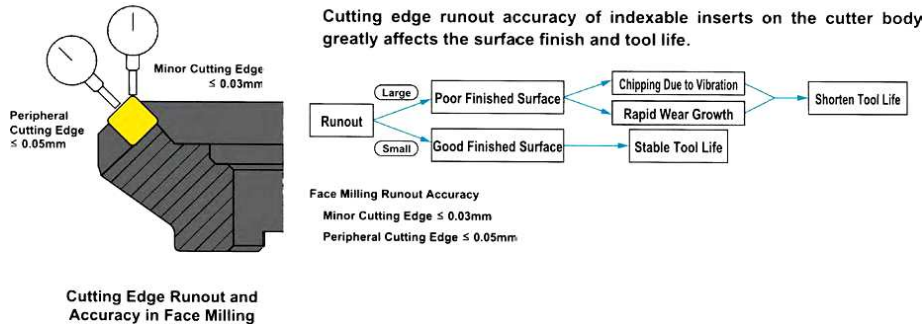 Cutting edge runout accuracy of indexable inserts on the cutter body
greatly affects the surface finish and tool life.
Minor Cutting Edge
≤ 0.03mm
Peripheral
Cutting Edge
≤ 0.05mm
Runout
Large
Small
Poor Finished Surface
Good Finished Surface
Chipping Due to Vibration
Rapid Wear Growth
Stable Tool Life
Shorten Tool Life
Face Milling Runout Accuracy
Minor Cutting Edge ≤ 0.03mm
Peripheral Cutting Edge ≤ 0.05mm
Cutting Edge Runout and
Accuracy in Face Milling